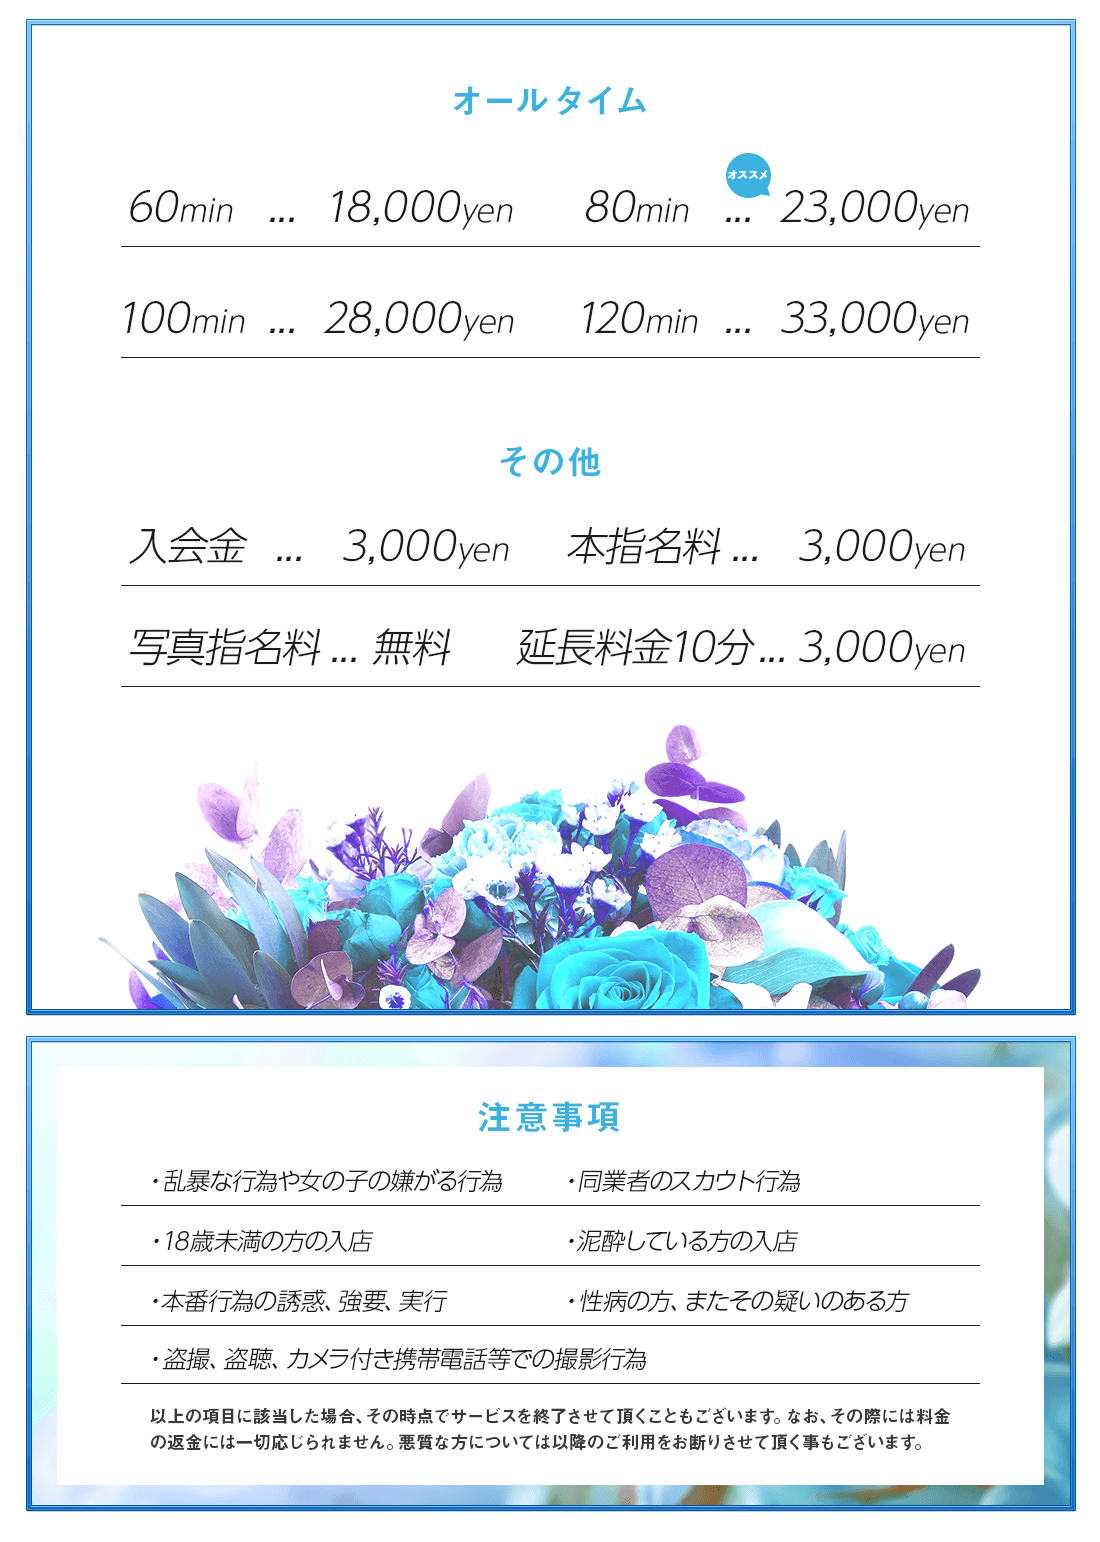 オールタイム
オススメ
60min ... 18,000yen 80min ... 23,000yen
100min ... 28,000yen 120min ... 33,000yen
その他
入会金 ... 3,000yen 本指名料 ... 3,000yen
写真指名料 ... 無料 延長料金10分 ... 3,000yen
注意事項
・乱暴な行為や女の子の嫌がる行為 ・同業者のスカウト行為
・18歳未満の方の入店 ・泥酔している方の入店
・本番行為の誘惑、強要、実行 ・性病の方、またその疑いのある方
・盗撮、盗聴、カメラ付き携帯電話等での撮影行為
以上の項目に該当した場合、その時点でサービスを終了させて頂くこともございます。なお、その際には料金
の返金には一切応じられません。悪質な方については以降のご利用をお断りさせて頂く事もございます。